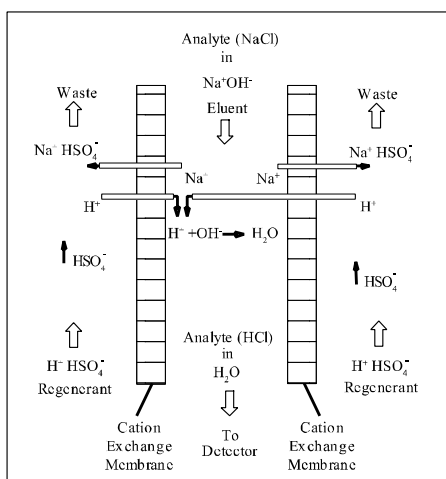 Analyte (NaCl)
in
Na⁺OH⁻
Eluent
Waste
Waste
Na⁺ HSO₄⁻
Na⁺ HSO₄⁻
Na⁺
Na⁺
H⁺
H⁺
H⁺ +OH⁻ → H₂O
HSO₄⁻
HSO₄⁻
Analyte (HCl)
in
H₂O
H⁺ HSO₄⁻
Regenerant
H⁺ HSO₄⁻
Regenerant
To
Detector
Cation
Exchange
Membrane
Cation
Exchange
Membrane